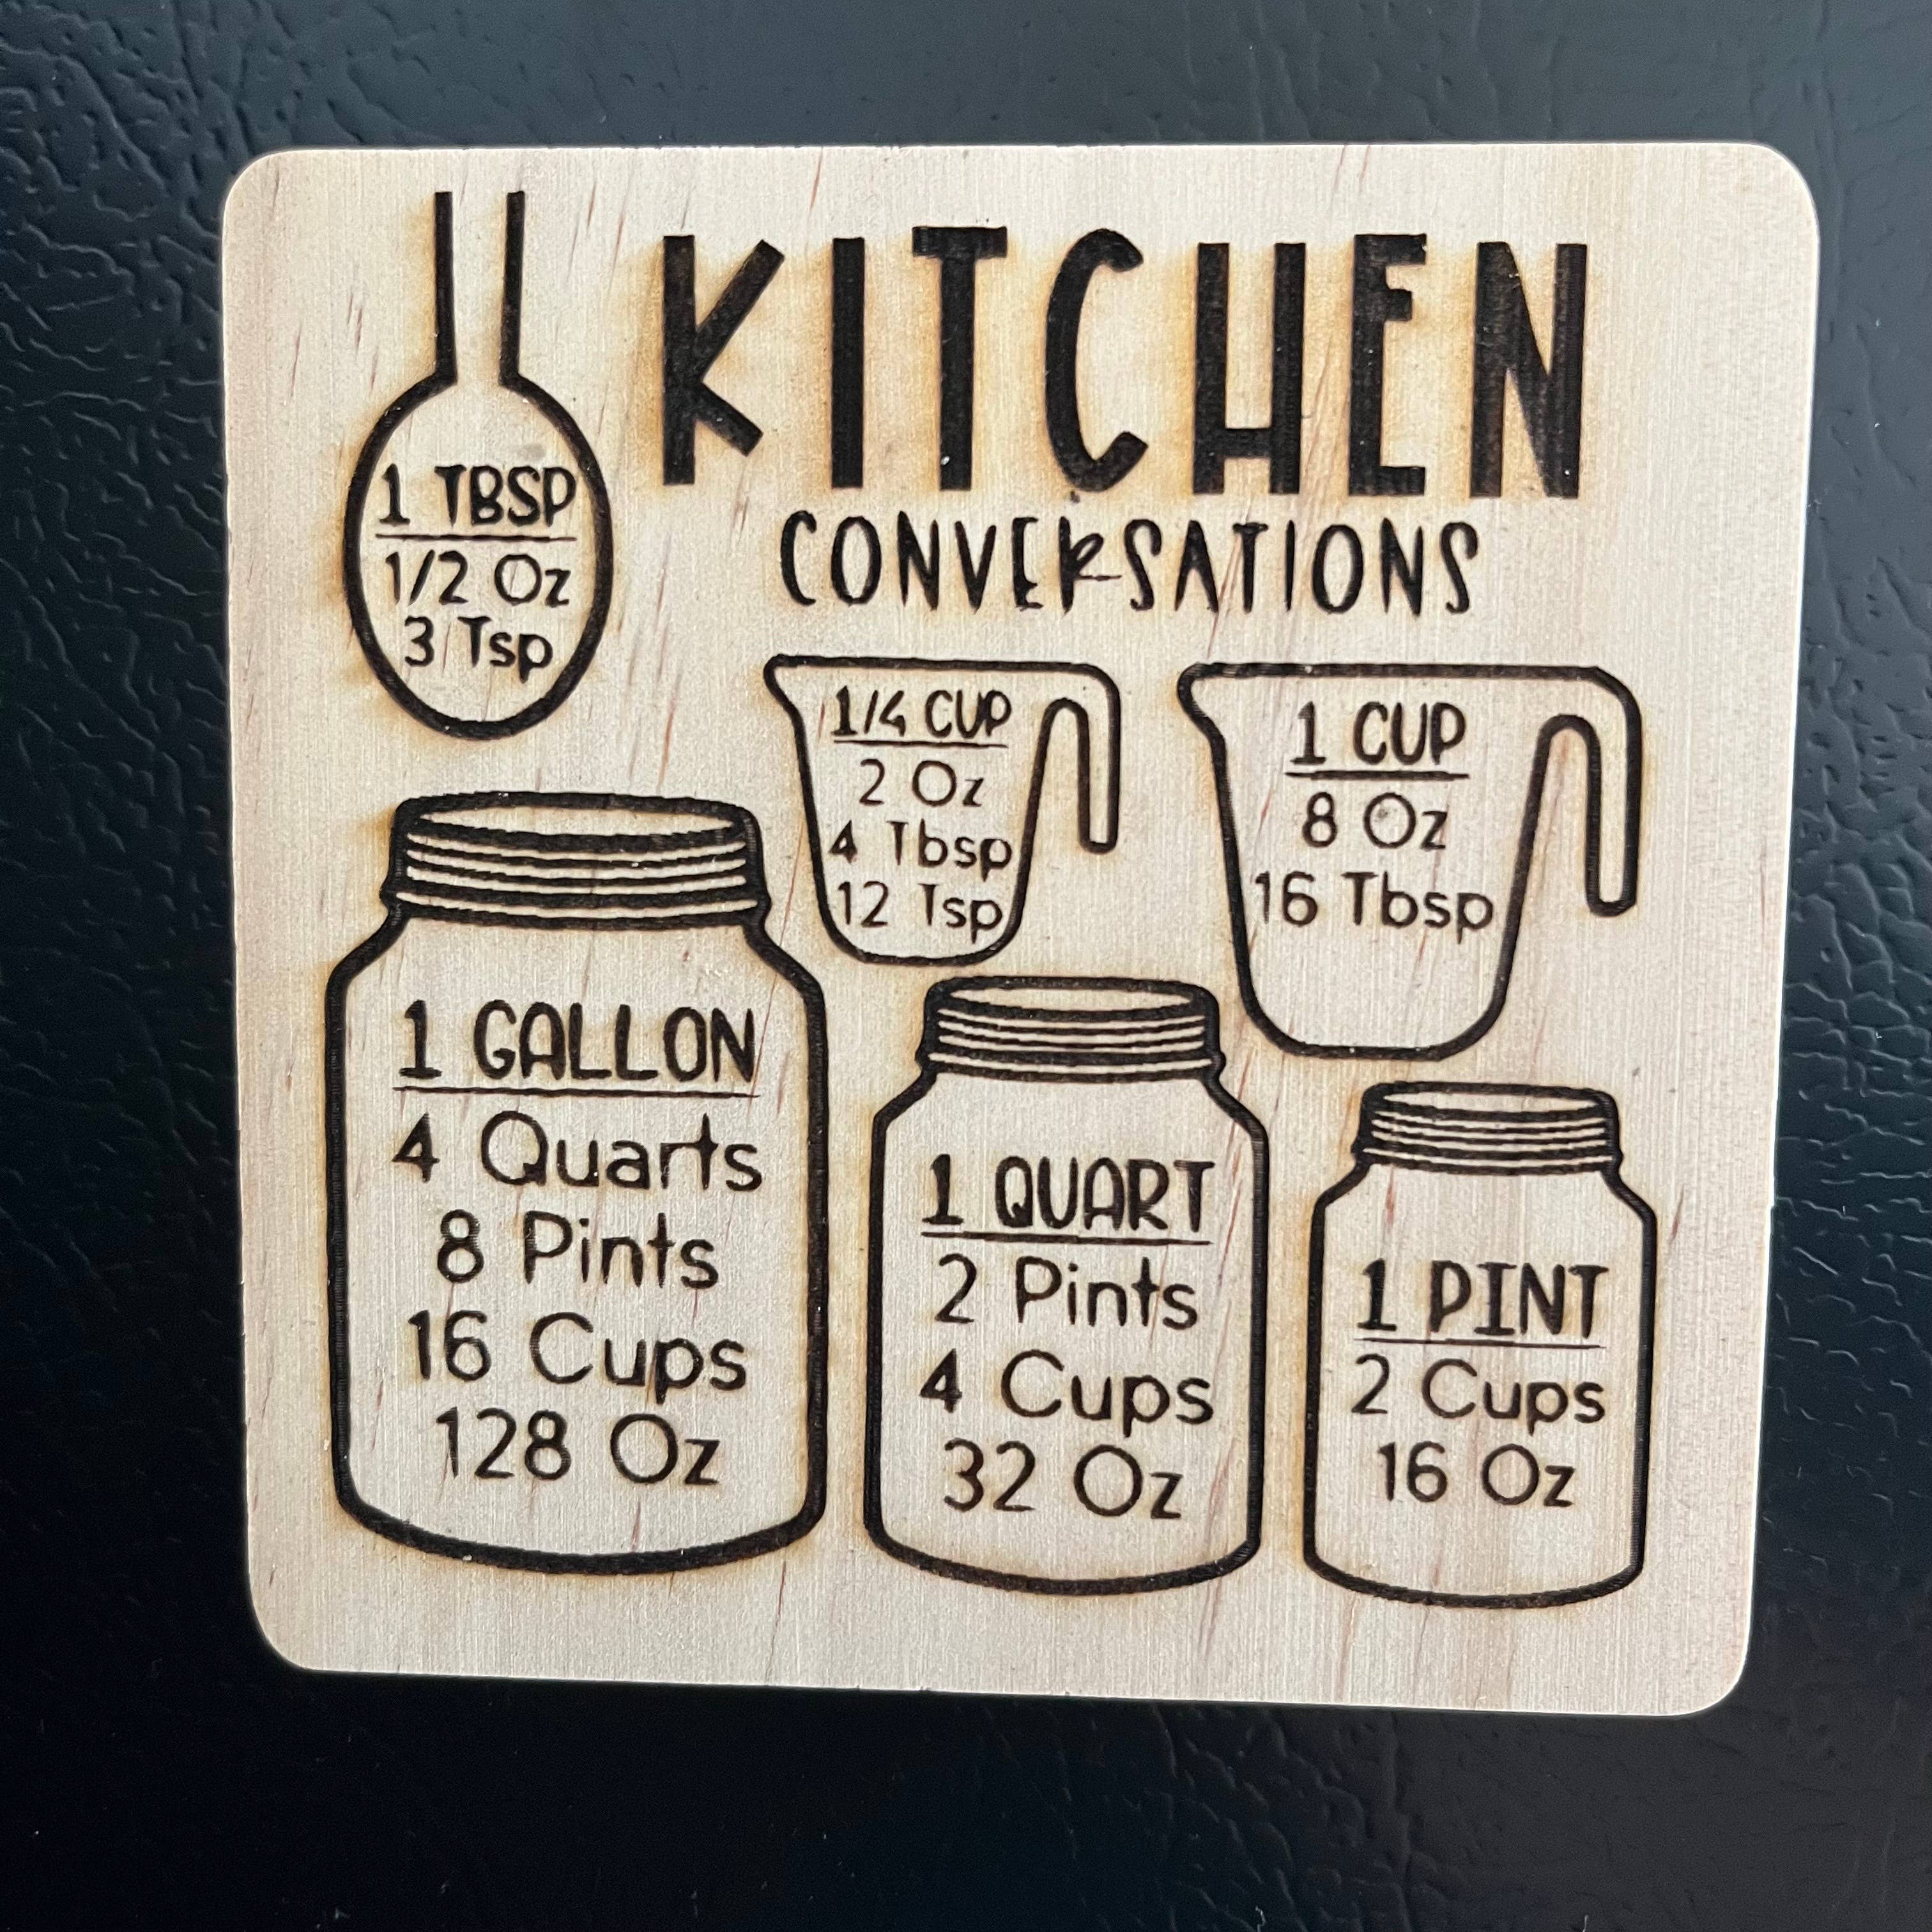 KITCHEN
CONVERSATIONS
1 TBSP
1/2 Oz
3 Tsp
1/4 CUP
2 Oz
4 Tbsp
12 Tsp
1 CUP
8 Oz
16 Tbsp
1 GALLON
4 Quarts
8 Pints
16 Cups
128 Oz
1 QUART
2 Pints
4 Cups
32 Oz
1 PINT
2 Cups
16 Oz